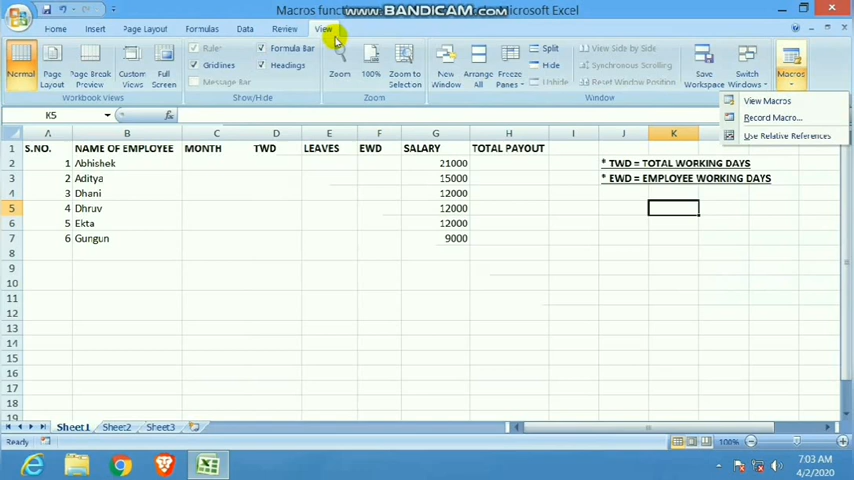 Macros func
www.BANDICAM.com
icrosoft Excel
Home Insert Page Layout Formulas Data Review View
Normal
Page Layout
Page Break Preview
Custom Views
Full Screen
Workbook Views
Ruler
Formula Bar
Gridlines
Headings
Message Bar
Show/Hide
Zoom
100%
Zoom to Selection
Zoom
New Window
Arrange All
Freeze Panes
Split
Hide
Unhide
View Side by Side
Synchronous Scrolling
Reset Window Position
Window
Save Workspace
Switch Windows
Macros
View Macros
Record Macro...
Use Relative References
K5 fx
A B C D E F G H I J K
1 S.NO. NAME OF EMPLOYEE MONTH TWD LEAVES EWD SALARY TOTAL PAYOUT
2 1 Abhishek 21000 * TWD = TOTAL WORKING DAYS
3 2 Aditya 15000 * EWD = EMPLOYEE WORKING DAYS
4 3 Dhani 12000
5 4 Dhruv 12000
6 5 Ekta 12000
7 6 Gungun 9000
8
9
10
11
12
13
14
15
16
17
18
19
Sheet1 Sheet2 Sheet3
Ready 100%
7:03 AM
4/2/2020